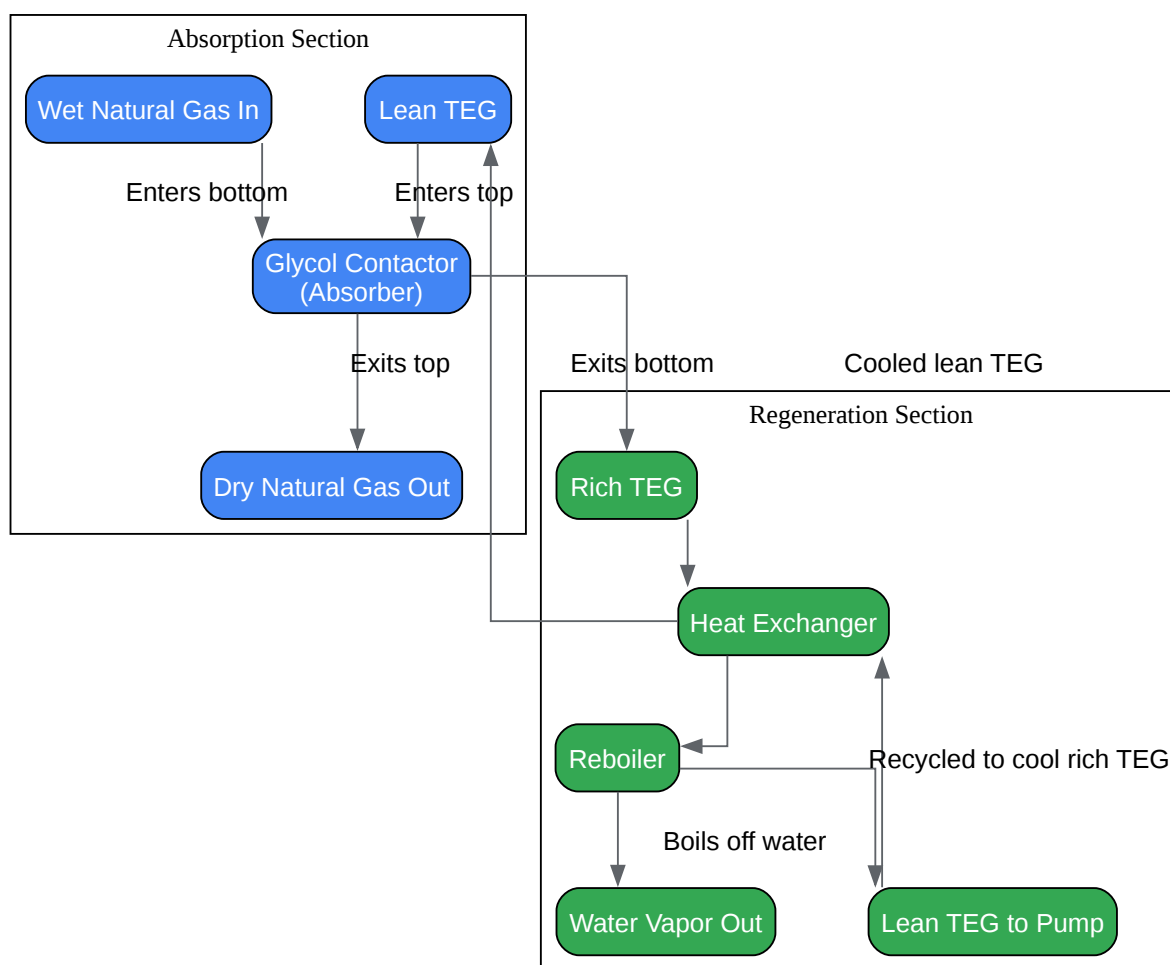 Absorption Section
Wet Natural Gas In
Lean TEG
Enters bottom
Enters top
Glycol Contactor
(Absorber)
Exits top
Exits bottom
Cooled lean TEG
Regeneration Section
Dry Natural Gas Out
Rich TEG
Heat Exchanger
Reboiler
Recycled to cool rich TEG
Boils off water
Water Vapor Out
Lean TEG to Pump